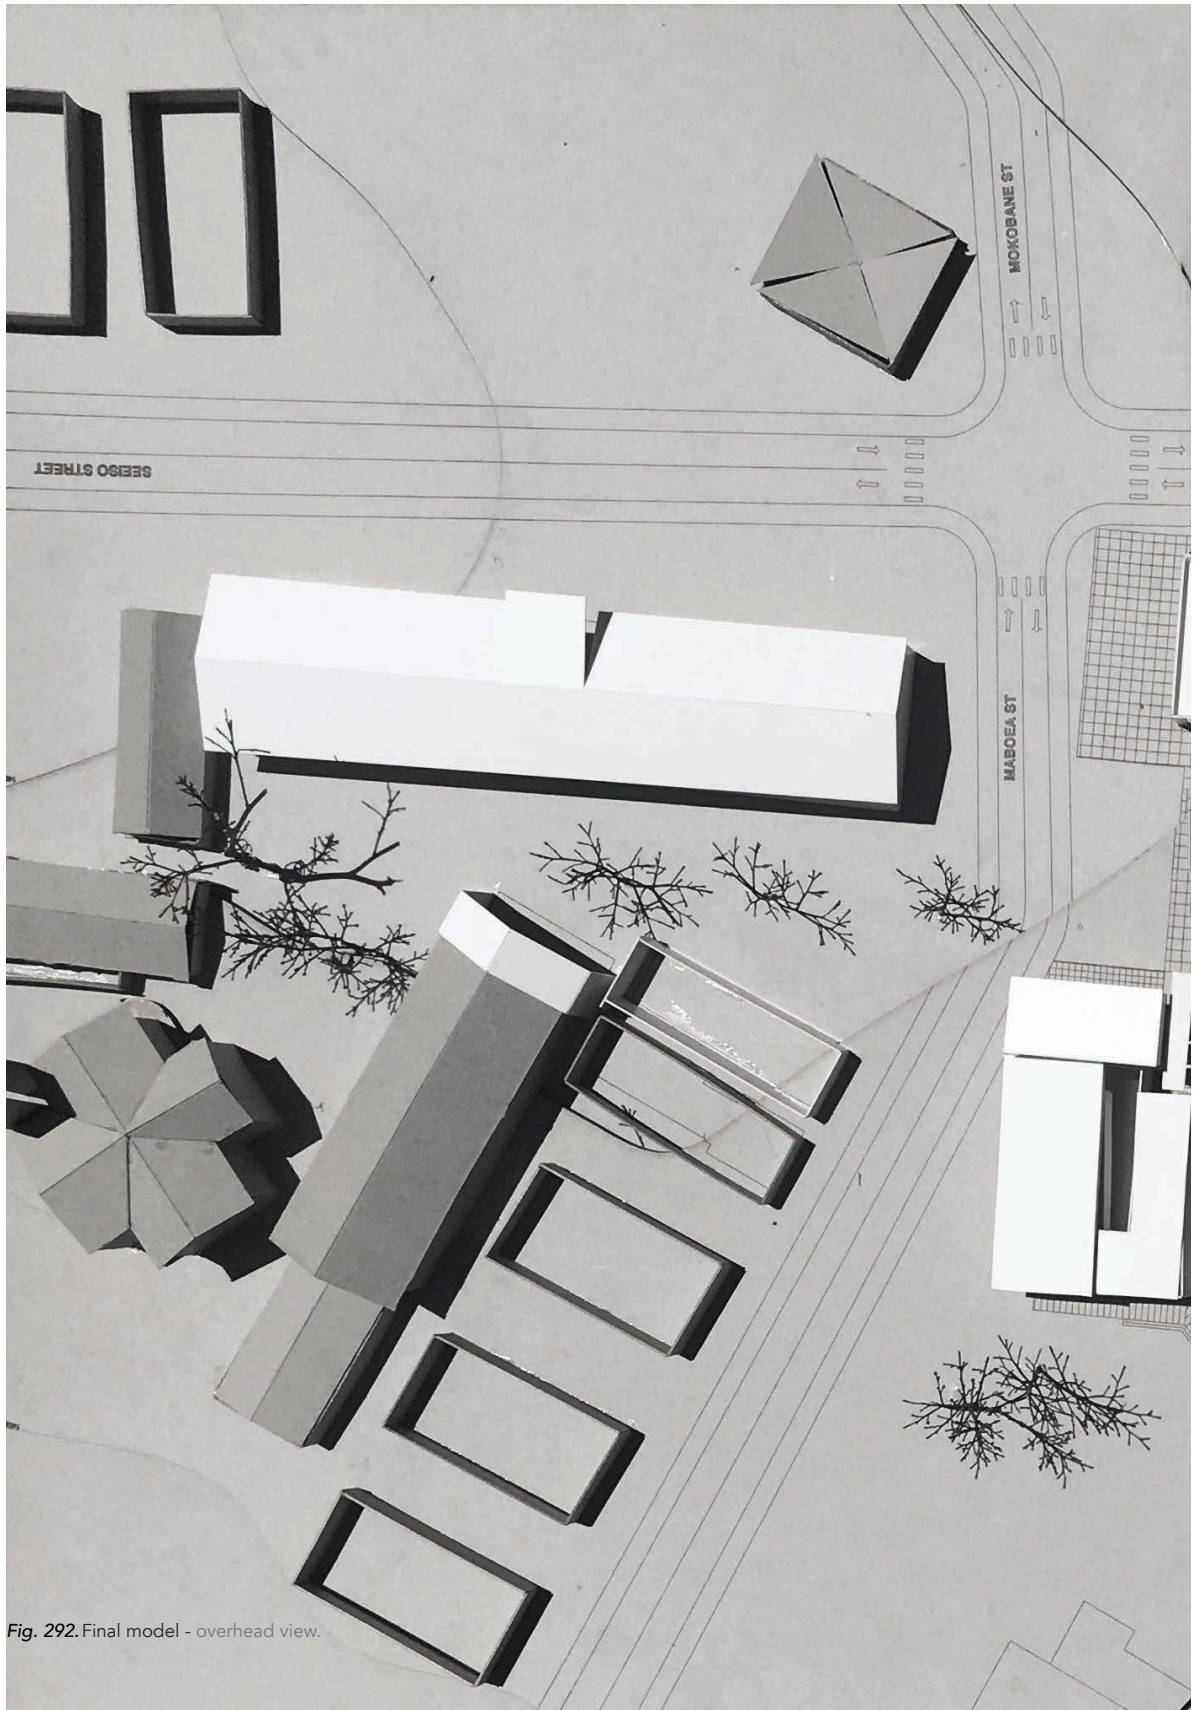 MOKOBANE ST
SEEISO STREET
MABOEA ST
Fig. 292. Final model - overhead view.